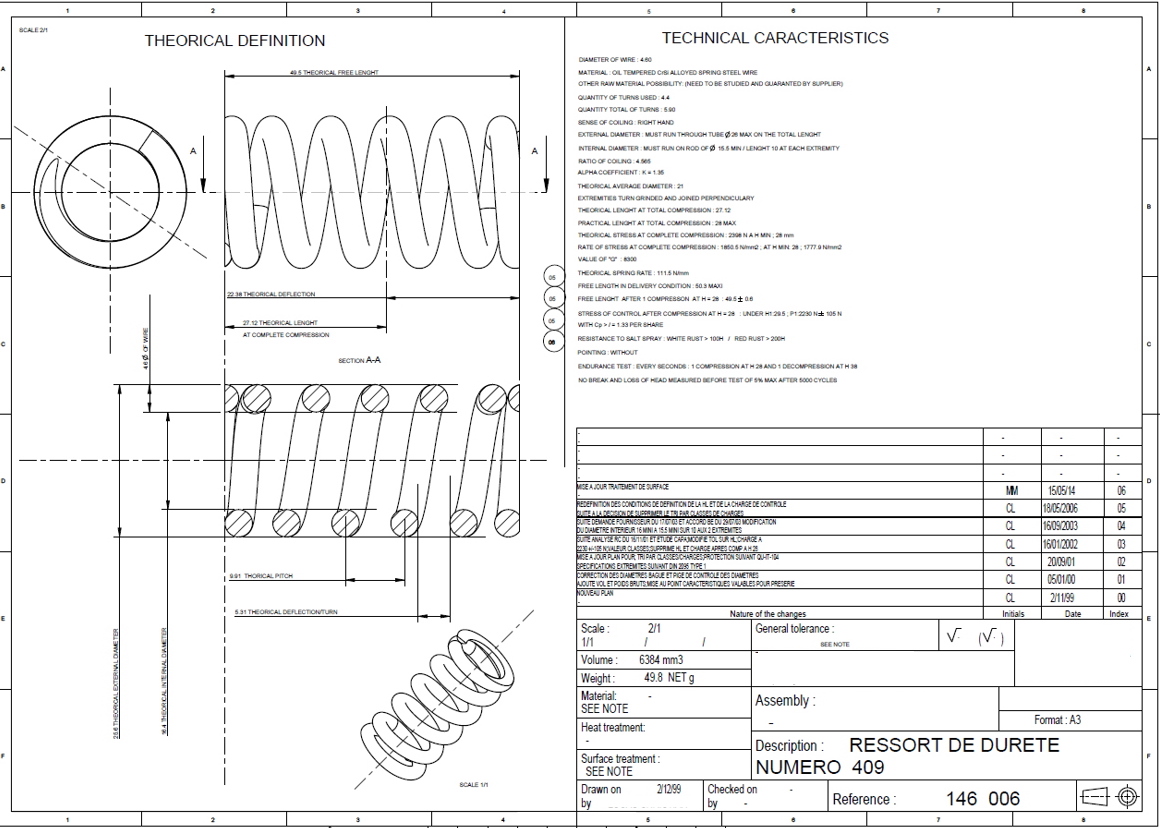 1 2 3 4 5 6 7 8
SCALE 2/1
THEORICAL DEFINITION
49.5 THEORICAL FREE LENGHT
A A
22.38 THEORICAL DEFLECTION
27.12 THEORICAL LENGHT
AT COMPLETE COMPRESSION
4.6 Ø OF WIRE
SECTION A-A
9.91 THORICAL PITCH
5.31 THEORICAL DEFLECTION/TURN
THEORICAL EXTERNAL DIAMETER
16.4 THEORICAL INTERNAL DIAMETER
SCALE 1/1
TECHNICAL CARACTERISTICS
DIAMETER OF WIRE : 4.60
MATERIAL : OIL TEMPERED CrSi ALLOYED SPRING STEEL WIRE
OTHER RAW MATERIAL POSSIBILITY: (NEED TO BE STUDIED AND GUARANTED BY SUPPLIER)
QUANTITY OF TURNS USED : 4.4
QUANTITY TOTAL OF TURNS : 5.90
SENSE OF COILING : RIGHT HAND
EXTERNAL DIAMETER : MUST RUN THROUGH TUBE Ø 26 MAX ON THE TOTAL LENGHT
INTERNAL DIAMETER : MUST RUN ON ROD OF Ø 15.5 MIN / LENGHT 10 AT EACH EXTREMITY
RATIO OF COILING : 4.565
ALPHA COEFFICIENT : K = 1.35
THEORICAL AVERAGE DIAMETER : 21
EXTREMITIES TURN GRINDED AND JOINED PERPENDICULARY
THEORICAL LENGHT AT TOTAL COMPRESSION : 27.12
PRACTICAL LENGHT AT TOTAL COMPRESSION : 28 MAX
THEORICAL STRESS AT COMPLETE COMPRESSION : 2398 N A H MIN ; 28 mm
RATE OF STRESS AT COMPLETE COMPRESSION : 1850.5 N/mm2 ; AT H MIN. 28 ; 1777.9 N/mm2
VALUE OF "G" : 8300
THEORICAL SPRING RATE : 111.5 N/mm
FREE LENGTH IN DELIVERY CONDITION : 50.3 MAXI
05
FREE LENGHT AFTER 1 COMPRESSON AT H = 28 : 49.5 ± 0.6
05
STRESS OF CONTROL AFTER COMPRESSION AT H = 28 : UNDER H1:29.5 ; P1:2230 N± 105 N
05
WITH Cp > / = 1.33 PER SHARE
RESISTANCE TO SALT SPRAY : WHITE RUST > 100H / RED RUST > 200H
06
POINTING : WITHOUT
ENDURANCE TEST : EVERY SECONDS : 1 COMPRESSION AT H 28 AND 1 DECOMPRESSION AT H 38
NO BREAK AND LOSS OF HEAD MEASURED BEFORE TEST OF 5% MAX AFTER 5000 CYCLES
- - - -
- - - -
- - - -
MISE A JOUR TRAITEMENT DE SURFACE MM 15/05/14 06
REDEFINITION DES CONDITIONS DE DEFINITION DE LA HL ET DE LA CHARGE DE CONTROLE
SUITE A LA DECISION DE SUPPRIMER LE TRI PAR CLASSES DE CHARGES CL 18/05/2006 05
SUITE DEMANDE FOURNISSEUR DU 17/07/03 ET ACCORD BE DU 29/07/03 MODIFICATION
DU DIAMETRE INTERIEUR 16 MINI A 15.5 MINI SUR 10 AUX 2 EXTREMITES CL 16/09/2003 04
SUITE ANALYSE RC DU 16/11/01 ET ETUDE CAPA;MODIFIE TOL SUR HL;CHARGE A
2230 +/-105 N;VALEUR CLASSES;SUPPRIME HL ET CHARGE APRES COMP A H 28 CL 16/01/2002 03
MISE A JOUR PLAN POUR; TRI PAR CLASSES/CHARGES;PROTECTION SUIVANT QU-IT-104
SPECIFICATIONS EXTREMITES SUIVANT DIN 2095 TYPE 1 CL 20/09/01 02
CORRECTION DES DIAMETRES BAGUE ET PIGE DE CONTROLE DES DIAMETRES
AJOUTE VOL ET POIDS BRUTS;MISE AU POINT CARACTERISTIQUES VALABLES POUR PRESERIE CL 05/01/00 01
NOUVEAU PLAN CL 2/11/99 00
Nature of the changes Initials Date Index
Scale : 2/1
1/1 / /
General tolerance :
SEE NOTE
Volume : 6384 mm3
Weight : 49.8 NET g
Material: -
SEE NOTE
Assembly :
-
Format : A3
Heat treatment:
-
Surface treatment :
SEE NOTE
Description : RESSORT DE DURETE
NUMERO 409
Drawn on 2/12/99
by
Checked on -
by -
Reference : 146 006
A B C D E F
A B C D E F
1 2 3 4 5 6 7 8